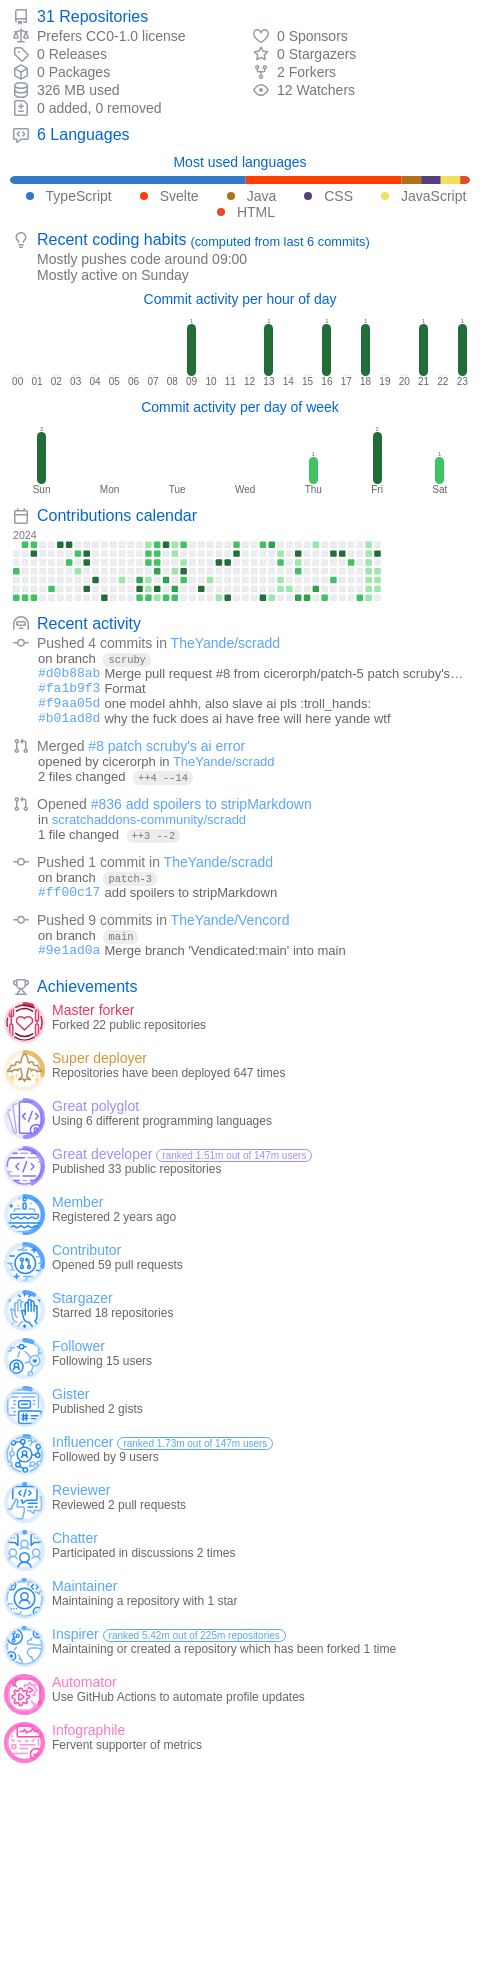 31 Repositories
Prefers CC0-1.0 license
0 Sponsors
0 Releases
0 Stargazers
0 Packages
2 Forkers
326 MB used
12 Watchers
0 added, 0 removed
6 Languages
Most used languages
TypeScript Svelte Java CSS JavaScript
HTML
Recent coding habits (computed from last 6 commits)
Mostly pushes code around 09:00
Mostly active on Sunday
Commit activity per hour of day
1 1 1 1 1 1
00 01 02 03 04 05 06 07 08 09 10 11 12 13 14 15 16 17 18 19 20 21 22 23
Commit activity per day of week
2 1 2 1
Sun Mon Tue Wed Thu Fri Sat
Contributions calendar
2024
Recent activity
Pushed 4 commits in TheYande/scradd
on branch scruby
#d0b88ab Merge pull request #8 from cicerorph/patch-5 patch scruby's…
#fa1b9f3 Format
#f9aa05d one model ahhh, also slave ai pls :troll_hands:
#b01ad8d why the fuck does ai have free will here yande wtf
Merged #8 patch scruby's ai error
opened by cicerorph in TheYande/scradd
2 files changed ++4 --14
Opened #836 add spoilers to stripMarkdown
in scratchaddons-community/scradd
1 file changed ++3 --2
Pushed 1 commit in TheYande/scradd
on branch patch-3
#ff00c17 add spoilers to stripMarkdown
Pushed 9 commits in TheYande/Vencord
on branch main
#9e1ad0a Merge branch 'Vendicated:main' into main
Achievements
Master forker
Forked 22 public repositories
Super deployer
Repositories have been deployed 647 times
Great polyglot
Using 6 different programming languages
Great developer ranked 1.51m out of 147m users
Published 33 public repositories
Member
Registered 2 years ago
Contributor
Opened 59 pull requests
Stargazer
Starred 18 repositories
Follower
Following 15 users
Gister
Published 2 gists
Influencer ranked 1.73m out of 147m users
Followed by 9 users
Reviewer
Reviewed 2 pull requests
Chatter
Participated in discussions 2 times
Maintainer
Maintaining a repository with 1 star
Inspirer ranked 5.42m out of 225m repositories
Maintaining or created a repository which has been forked 1 time
Automator
Use GitHub Actions to automate profile updates
Infographile
Fervent supporter of metrics